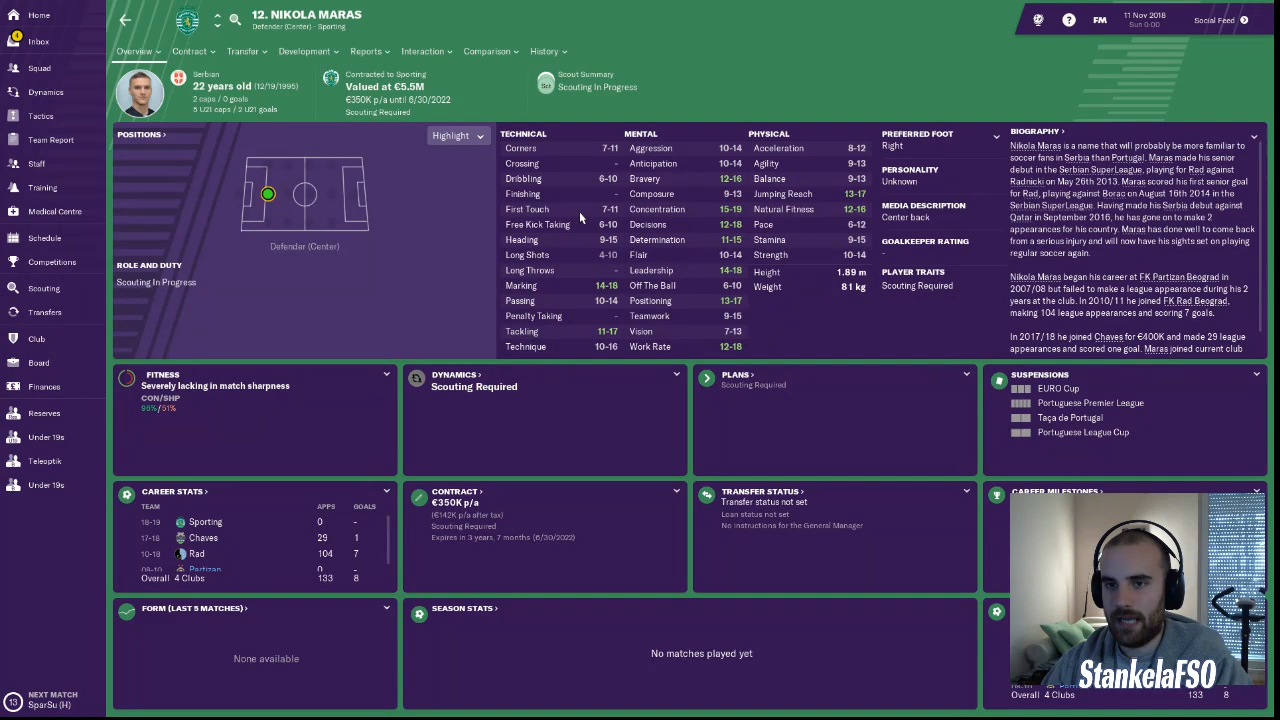 12. NIKOLA MARAS
Defender (Center) - Sporting
11 Nov 2018
Sun 0:00
FM
Social Feed
Home
4
Inbox
Squad
Dynamics
Tactics
Team Report
Staff
Training
Medical Centre
Schedule
Competitions
Scouting
Transfers
Club
Board
Finances
Reserves
Under 19s
Teleoptik
Under 19s
13
NEXT MATCH
SparSu (H)
Overview
Contract
Transfer
Development
Reports
Interaction
Comparison
History
Serbian
22 years old (12/19/1995)
2 caps / 0 goals
5 U21 caps / 2 U21 goals
Contracted to Sporting
Valued at €5.5M
€350K p/a until 6/30/2022
Scouting Required
Sct
Scout Summary
Scouting In Progress
POSITIONS
Highlight
Defender (Center)
ROLE AND DUTY
Scouting In Progress
TECHNICAL
Corners 7-11
Crossing -
Dribbling 6-10
Finishing -
First Touch 7-11
Free Kick Taking 6-10
Heading 9-15
Long Shots 4-10
Long Throws -
Marking 14-18
Passing 10-14
Penalty Taking -
Tackling 11-17
Technique 10-16
MENTAL
Aggression 10-14
Anticipation 10-14
Bravery 12-16
Composure 9-13
Concentration 15-19
Decisions 12-18
Determination 11-15
Flair 10-14
Leadership 14-18
Off The Ball 6-10
Positioning 13-17
Teamwork 9-15
Vision 7-13
Work Rate 12-18
PHYSICAL
Acceleration 8-12
Agility 9-13
Balance 9-13
Jumping Reach 13-17
Natural Fitness 12-16
Pace 6-12
Stamina 9-15
Strength 10-14
Height 1.89 m
Weight 81 kg
PREFERRED FOOT
Right
PERSONALITY
Unknown
MEDIA DESCRIPTION
Center back
GOALKEEPER RATING
-
PLAYER TRAITS
Scouting Required
BIOGRAPHY
Nikola Maras is a name that will probably be more familiar to
soccer fans in Serbia than Portugal. Maras made his senior
debut in the Serbian SuperLeague, playing for Rad against
Radnicki on May 26th 2013. Maras scored his first senior goal
for Rad, playing against Borac on August 16th 2014 in the
Serbian SuperLeague. Having made his Serbia debut against
Qatar in September 2016, he has gone on to make 2
appearances for his country. Maras has done well to come back
from a serious injury and will now have his sights set on playing
regular soccer again.
Nikola Maras began his career at FK Partizan Beograd in
2007/08 but failed to make a league appearance during his 2
years at the club. In 2010/11 he joined FK Rad Beograd,
making 104 league appearances and scoring 7 goals.
In 2017/18 he joined Chaves for €400K and made 29 league
appearances and scored one goal. Maras joined current club
FITNESS
Severely lacking in match sharpness
CON/SHP
96%/51%
DYNAMICS
Scouting Required
PLANS
Scouting Required
SUSPENSIONS
EURO Cup
Portuguese Premier League
Taça de Portugal
Portuguese League Cup
CAREER STATS
TEAM APPS GOALS
18-19 Sporting 0 -
17-18 Chaves 29 1
10-18 Rad 104 7
08-10 Partizan 0 -
Overall 4 Clubs 133 8
CONTRACT
€350K p/a
(€142K p/a after tax)
Scouting Required
Expires in 3 years, 7 months (6/30/2022)
TRANSFER STATUS
Transfer status not set
Loan status not set
No instructions for the General Manager
CAREER MILESTONES
FORM (LAST 5 MATCHES)
None available
SEASON STATS
No matches played yet
StankelaFSO
Overall 4 Clubs 133 8